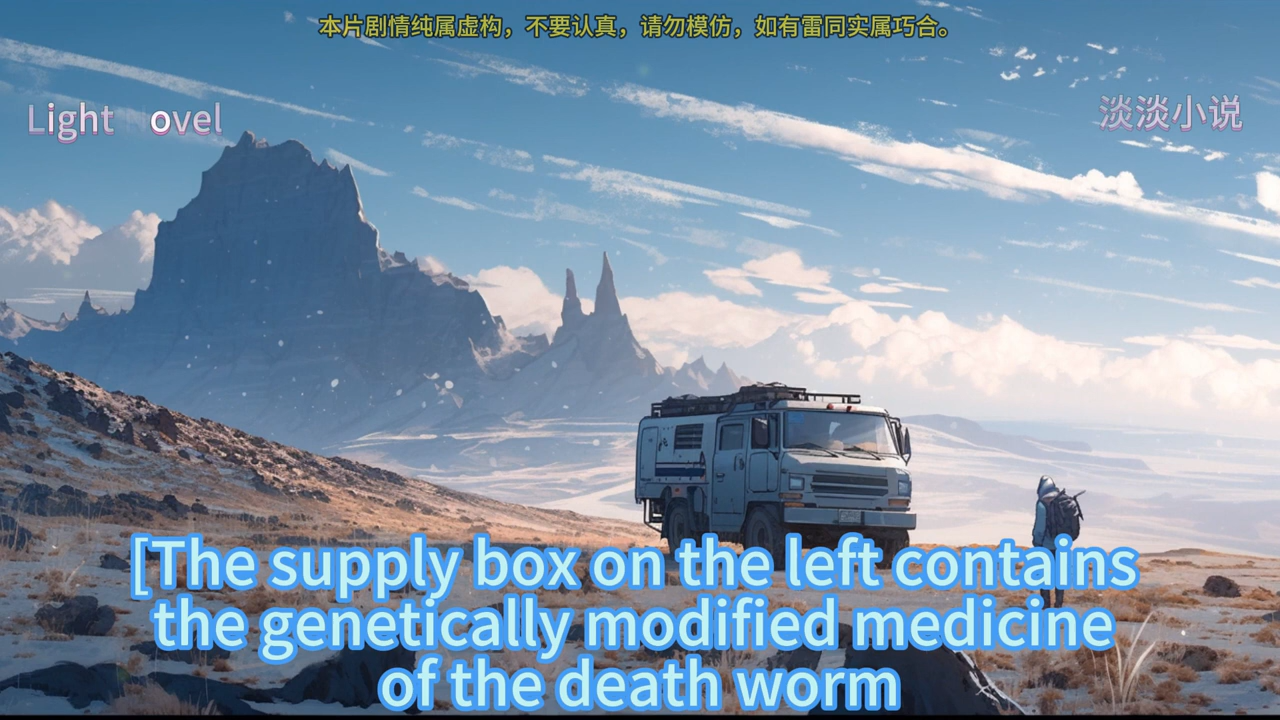 本片剧情纯属虚构，不要认真，请勿模仿，如有雷同实属巧合。
Light ovel
淡淡小说
[The supply box on the left contains
the genetically modified medicine
of the death worm